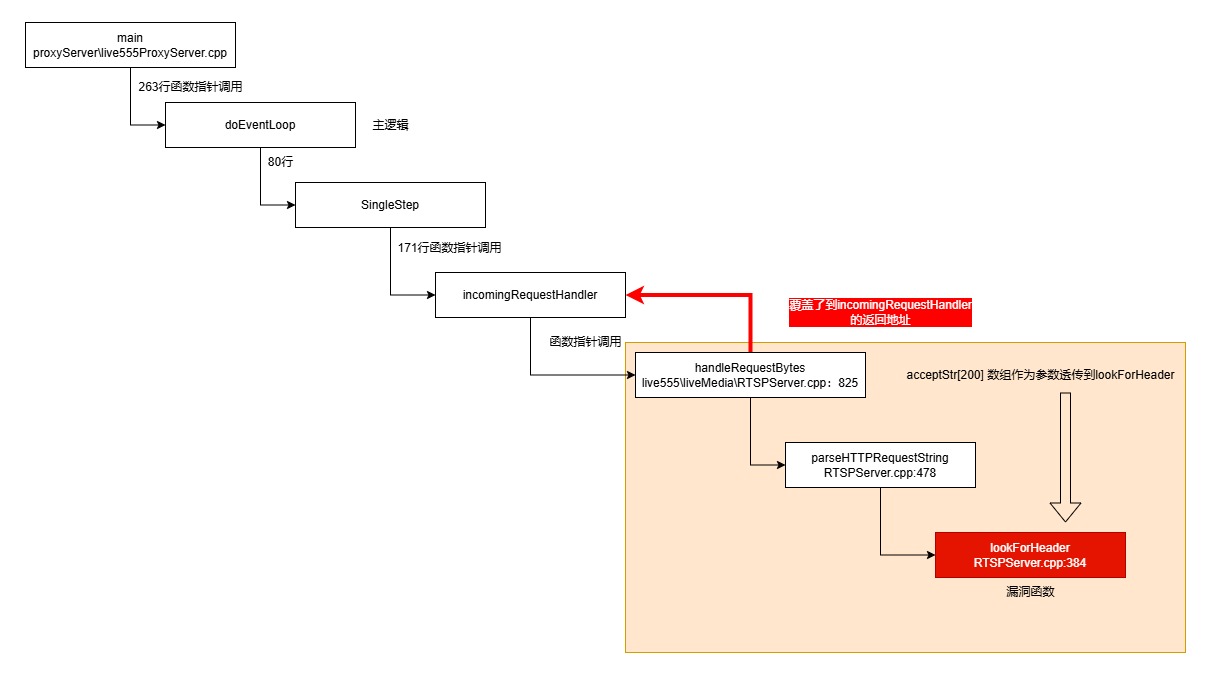 main
proxyServer\live555ProxyServer.cpp
263行函数指针调用
doEventLoop
主逻辑
80行
SingleStep
171行函数指针调用
incomingRequestHandler
覆盖了到incomingRequestHandler
的返回地址
函数指针调用
handleRequestBytes
live555\liveMedia\RTSPServer.cpp：825
acceptStr[200] 数组作为参数透传到lookForHeader
parseHTTPRequestString
RTSPServer.cpp:478
lookForHeader
RTSPServer.cpp:384
漏洞函数